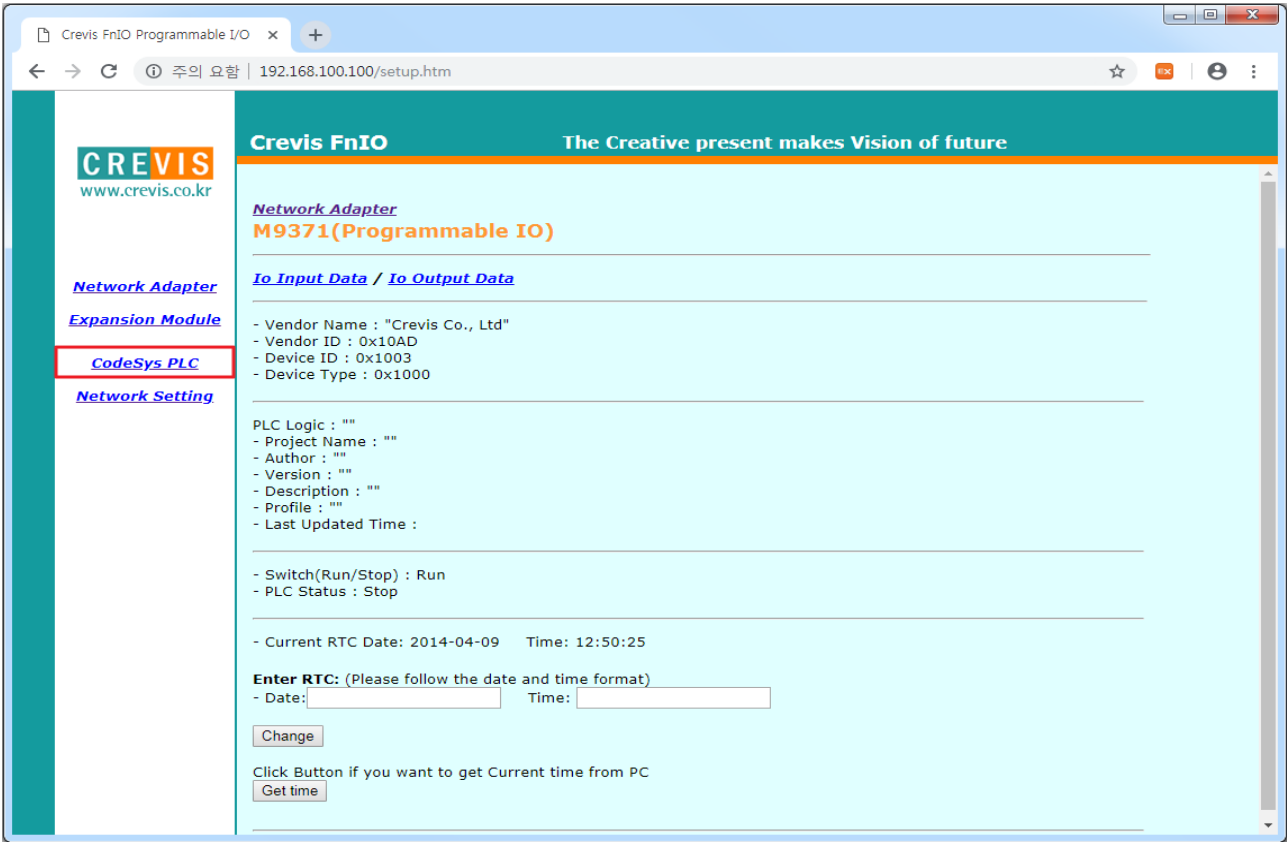 Crevis FnIO Programmable I/O
주의 요함 | 192.168.100.100/setup.htm
EX
CREVIS
www.crevis.co.kr
Crevis FnIO The Creative present makes Vision of future
Network Adapter
Expansion Module
CodeSys PLC
Network Setting
Network Adapter
M9371(Programmable IO)
Io Input Data / Io Output Data
- Vendor Name : "Crevis Co., Ltd"
- Vendor ID : 0x10AD
- Device ID : 0x1003
- Device Type : 0x1000
PLC Logic : ""
- Project Name : ""
- Author : ""
- Version : ""
- Description : ""
- Profile : ""
- Last Updated Time :
- Switch(Run/Stop) : Run
- PLC Status : Stop
- Current RTC Date: 2014-04-09 Time: 12:50:25
Enter RTC: (Please follow the date and time format)
- Date: Time:
Change
Click Button if you want to get Current time from PC
Get time